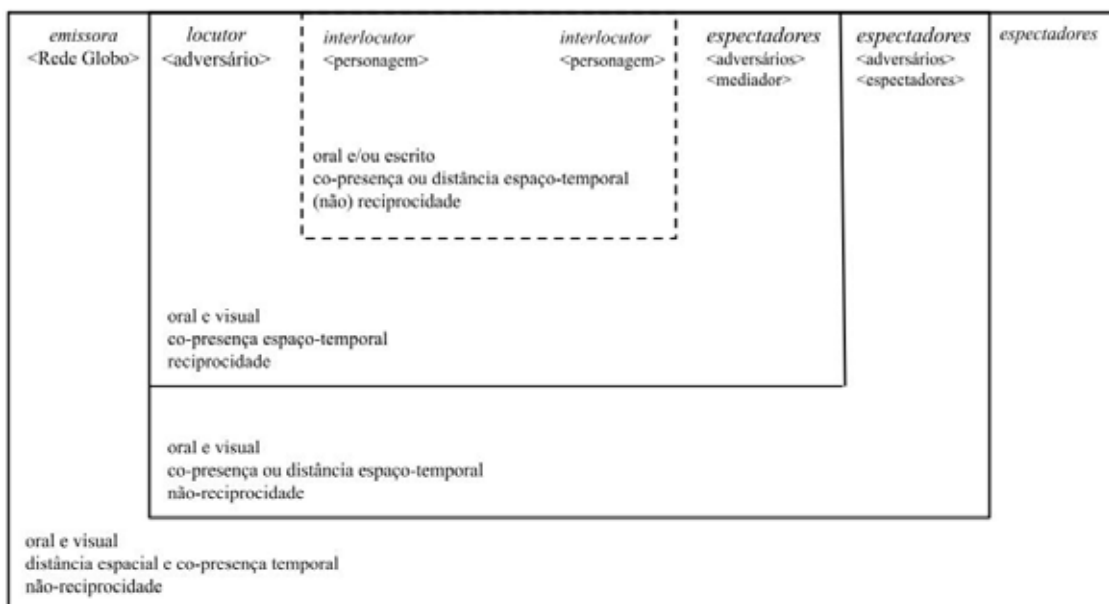 emissora
<Rede Globo>
locutor
<adversário>
interlocutor
<personagem>
interlocutor
<personagem>
espectadores
<adversários>
<mediador>
espectadores
<adversários>
<espectadores>
espectadores
oral e/ou escrito
co-presença ou distância espaço-temporal
(não) reciprocidade
oral e visual
co-presença espaço-temporal
reciprocidade
oral e visual
co-presença ou distância espaço-temporal
não-reciprocidade
oral e visual
distância espacial e co-presença temporal
não-reciprocidade